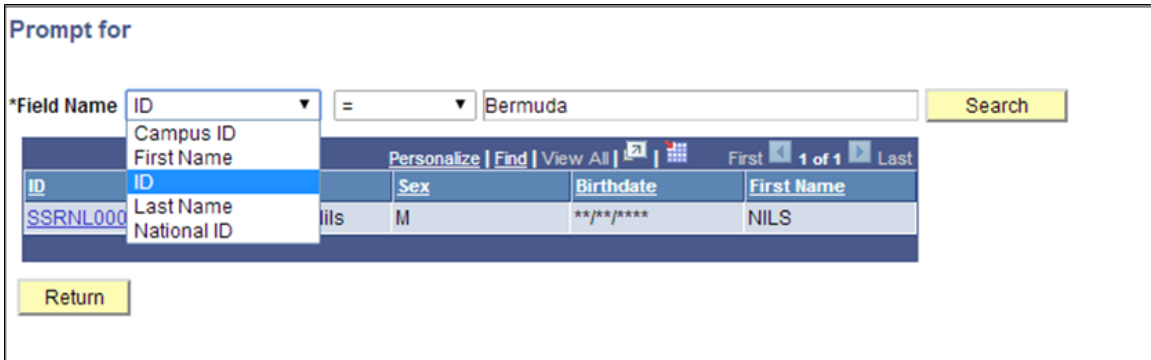 Prompt for
*Field Name ID = Bermuda Search
Campus ID
First Name
ID
Last Name
National ID
Personalize | Find | View All | | First 1 of 1 Last
ID Sex Birthdate First Name
SSRNL000 M **/**/**** NILS
Return